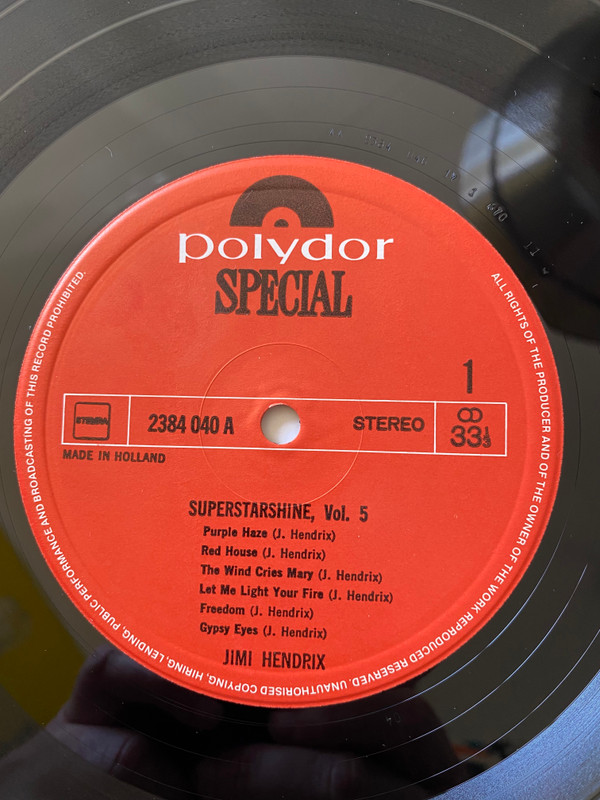 polydor
SPECIAL
1
STEMRA
2384 040 A
STEREO
33⅓
MADE IN HOLLAND
SUPERSTARSHINE, Vol. 5
Purple Haze (J. Hendrix)
Red House (J. Hendrix)
The Wind Cries Mary (J. Hendrix)
Let Me Light Your Fire (J. Hendrix)
Freedom (J. Hendrix)
Gypsy Eyes (J. Hendrix)
JIMI HENDRIX
ALL RIGHTS OF THE PRODUCER AND OF THE OWNER OF THE WORK REPRODUCED RESERVED. UNAUTHORISED COPYING, HIRING, LENDING, PUBLIC PERFORMANCE AND BROADCASTING OF THIS RECORD PROHIBITED.